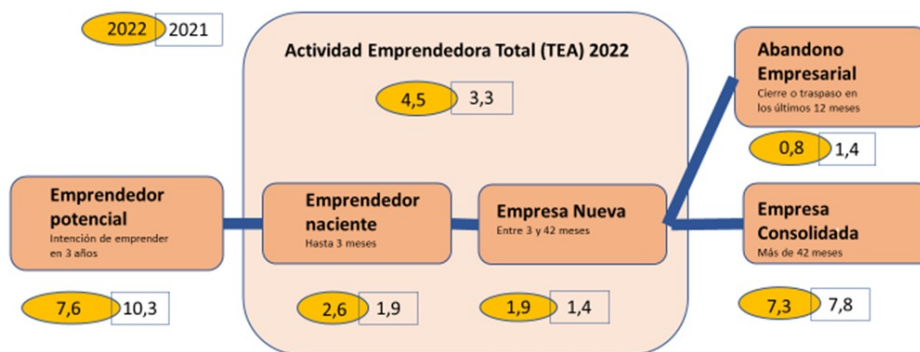 2022 2021
Actividad Emprendedora Total (TEA) 2022
4,5 3,3
Abandono
Empresarial
Cierre o traspaso en
los últimos 12 meses
0,8 1,4
Emprendedor
potencial
Intención de emprender
en 3 años
7,6 10,3
Emprendedor
naciente
Hasta 3 meses
2,6 1,9
Empresa Nueva
Entre 3 y 42 meses
1,9 1,4
Empresa
Consolidada
Más de 42 meses
7,3 7,8